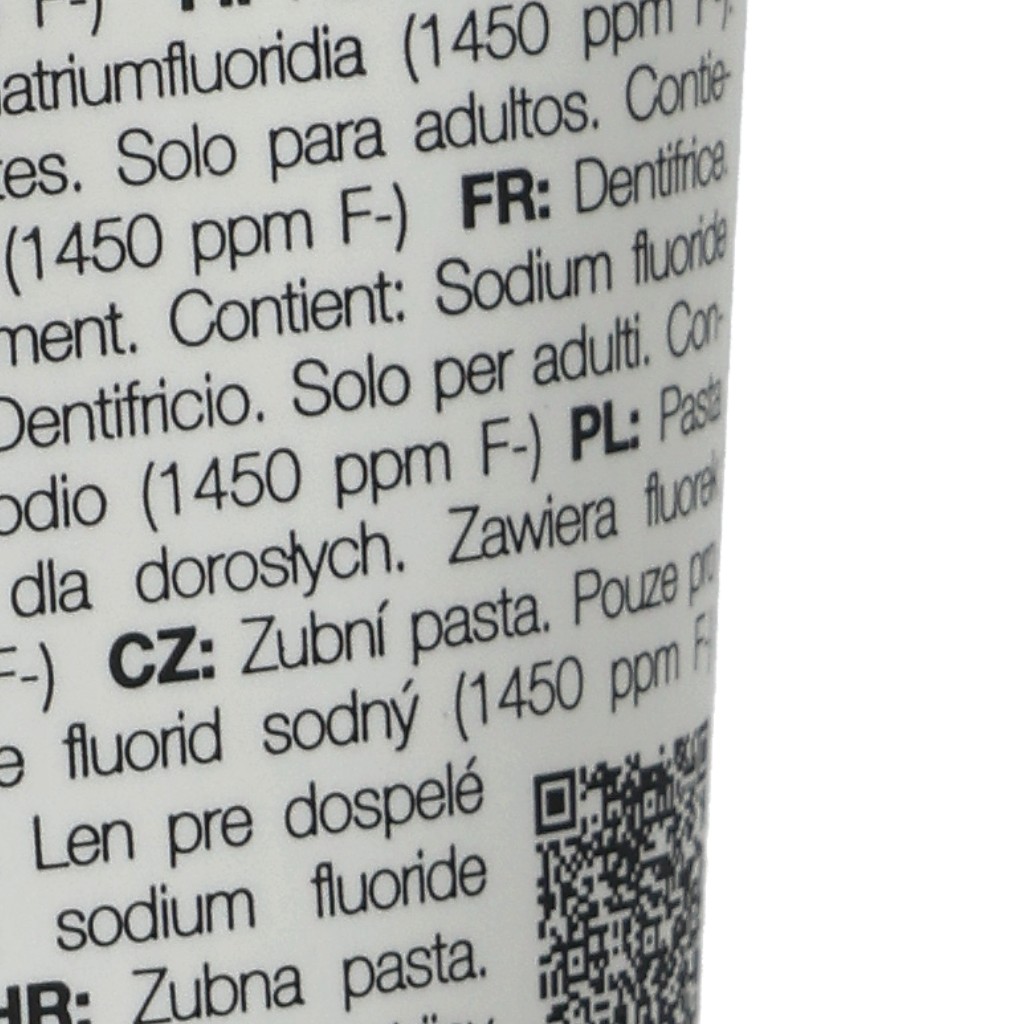 F-)
atriumfluoridia (1450 ppm F-).
tes. Solo para adultos. Contie-
(1450 ppm F-) FR: Dentifrice.
ment. Contient: Sodium fluoride
Dentifricio. Solo per adulti. Con-
odio (1450 ppm F-) PL: Pasta
dla dorosłych. Zawiera fluorek
F-) CZ: Zubní pasta. Pouze pro
e fluorid sodný (1450 ppm F-)
Len pre dospelé
sodium fluoride
HR: Zubna pasta.